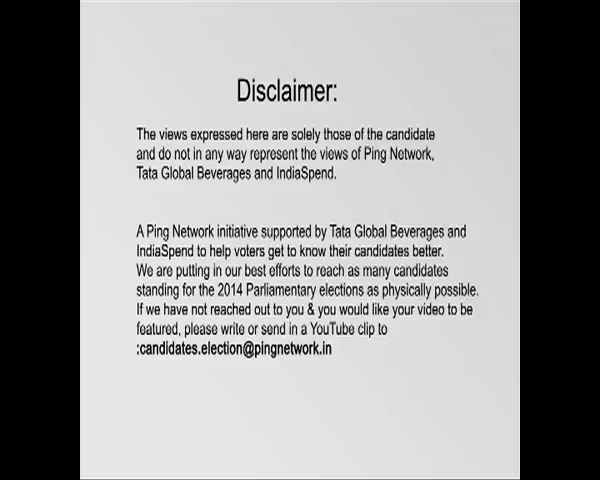 Disclaimer:
The views expressed here are solely those of the candidate
and do not in any way represent the views of Ping Network,
Tata Global Beverages and IndiaSpend.
A Ping Network initiative supported by Tata Global Beverages and
IndiaSpend to help voters get to know their candidates better.
We are putting in our best efforts to reach as many candidates
standing for the 2014 Parliamentary elections as physically possible.
If we have not reached out to you & you would like your video to be
featured, please write or send in a YouTube clip to
:candidates.election@pingnetwork.in